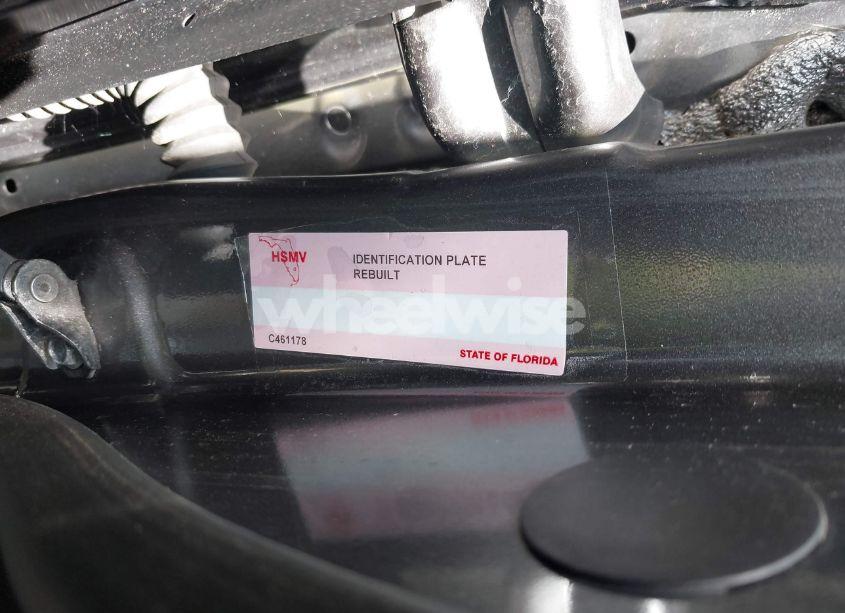 HSMV
IDENTIFICATION PLATE
REBUILT
wheelwise
C461178
STATE OF FLORIDA